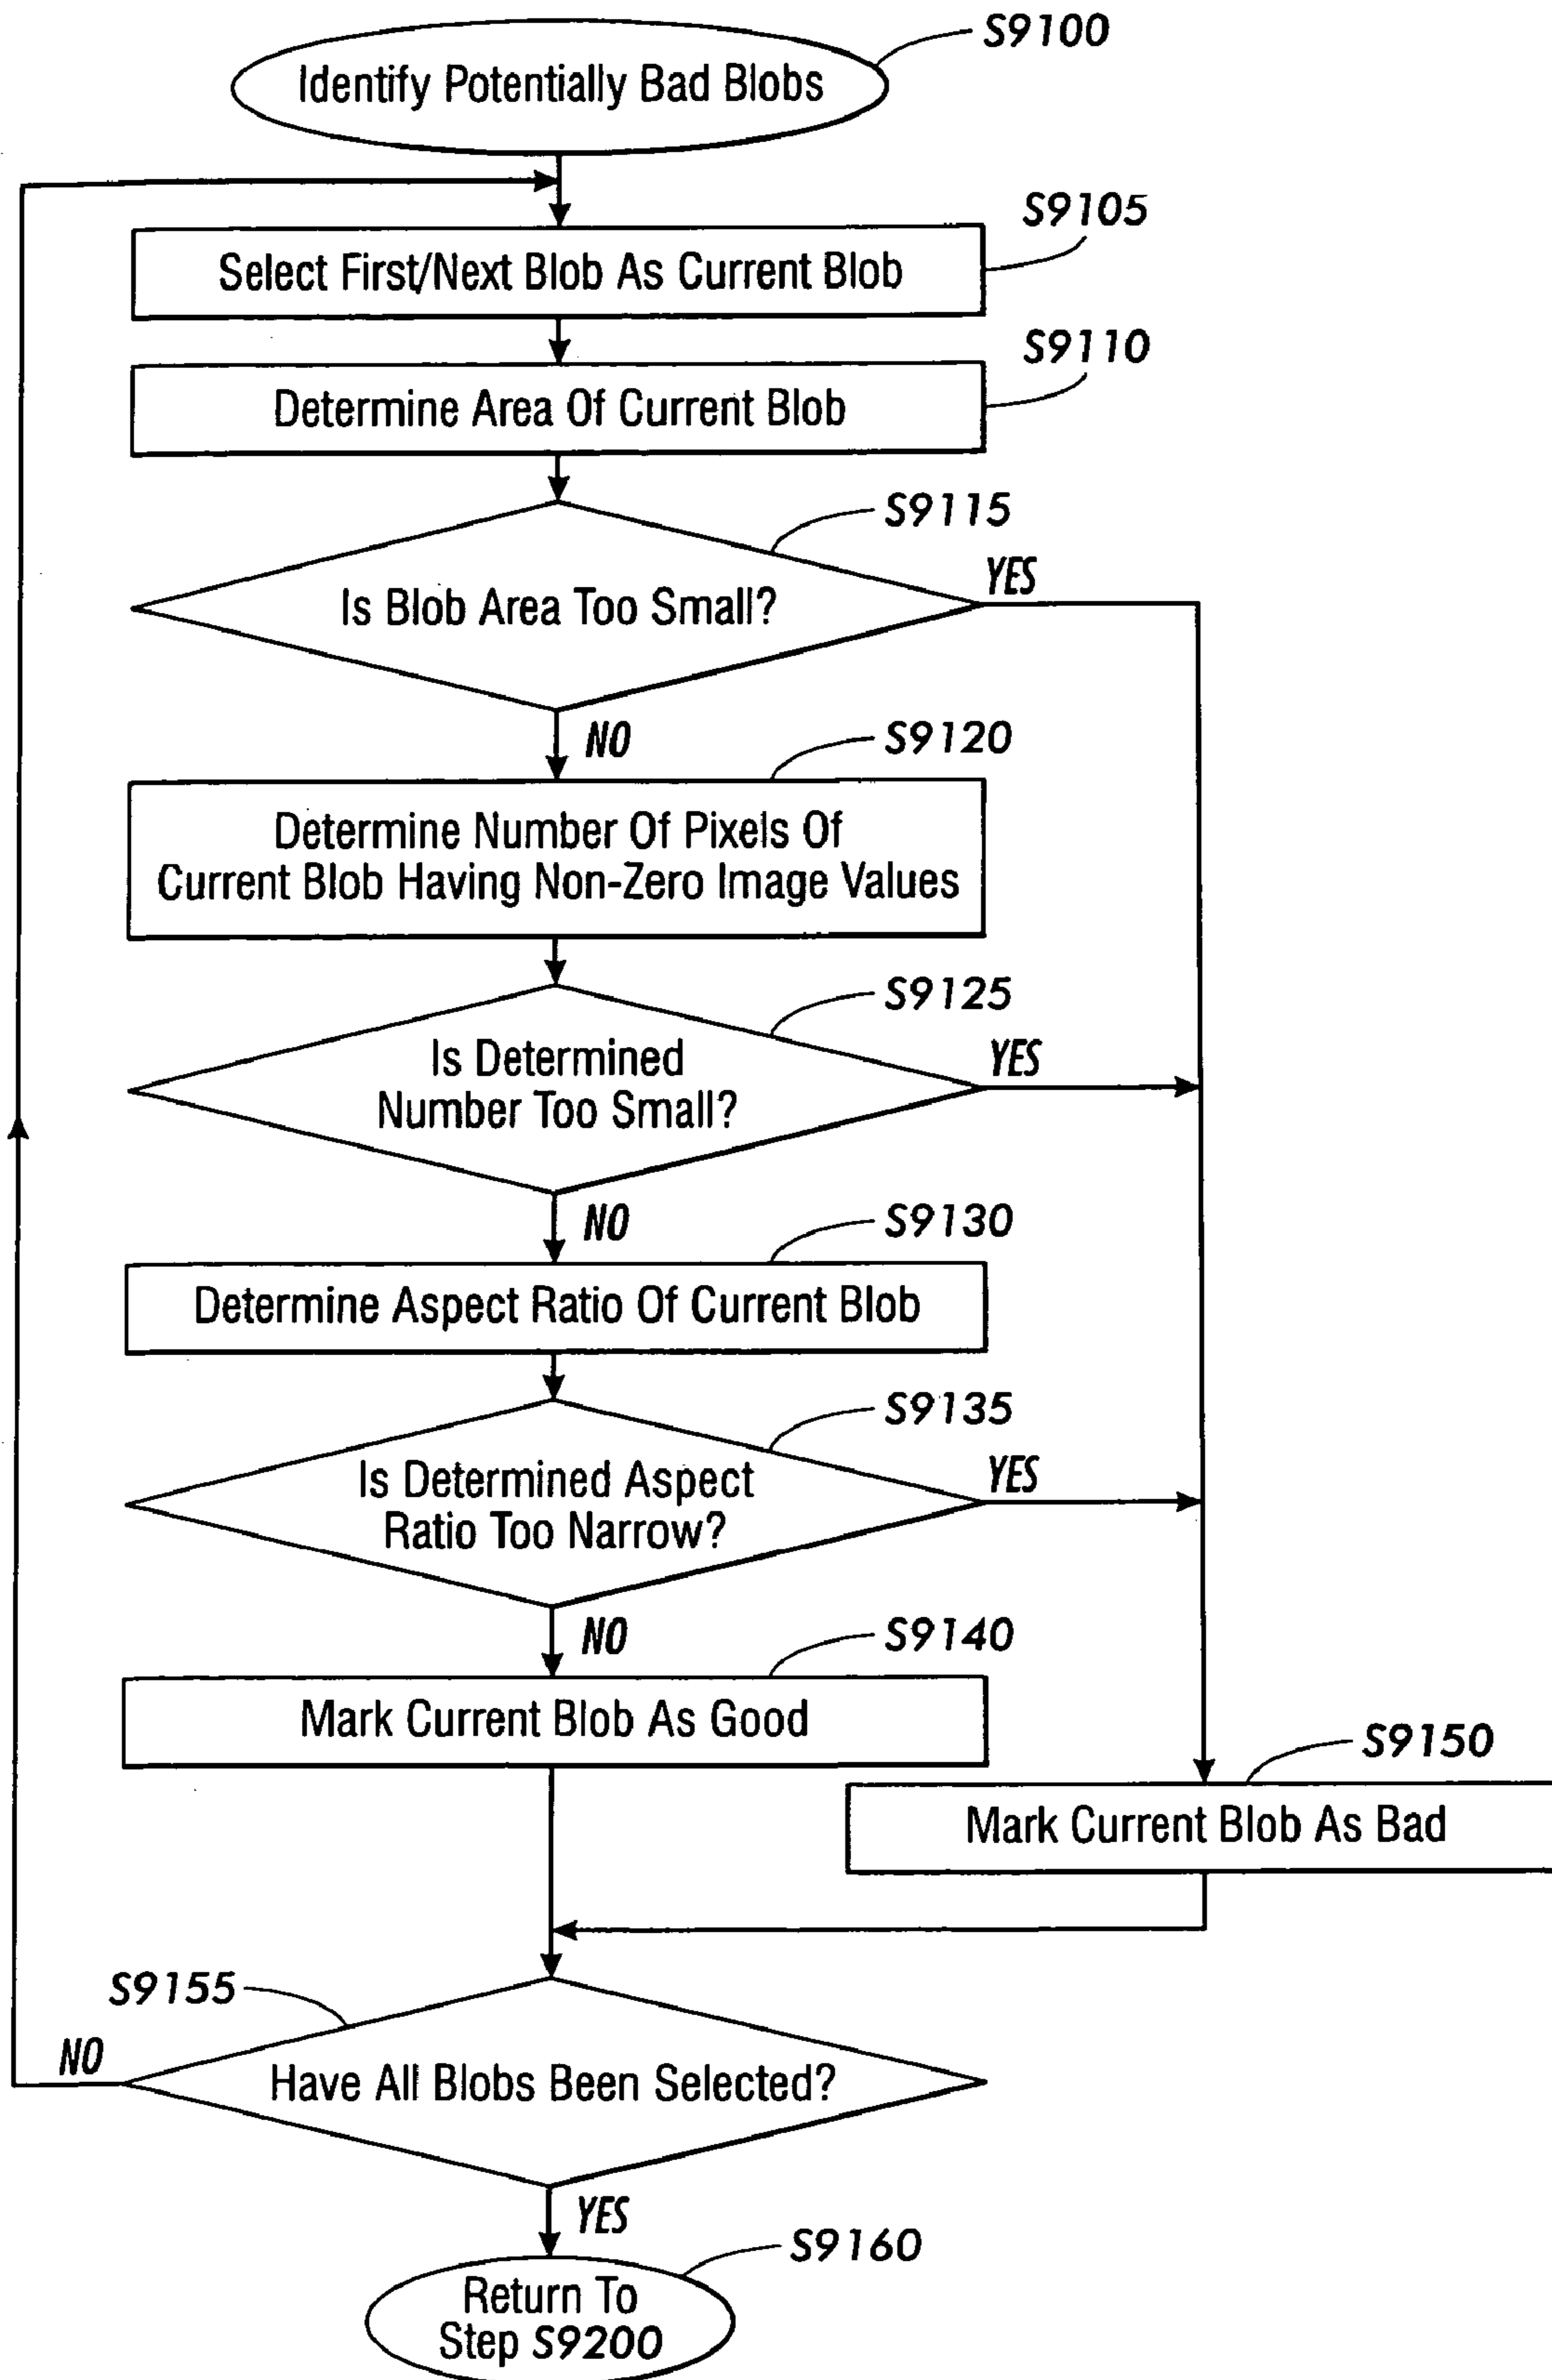 S9100
Identify Potentially Bad Blobs
S9105
Select First/Next Blob As Current Blob
S9110
Determine Area Of Current Blob
S9115
Is Blob Area Too Small?
YES
NO
S9120
Determine Number Of Pixels Of
Current Blob Having Non-Zero Image Values
S9125
Is Determined
Number Too Small?
YES
NO
S9130
Determine Aspect Ratio Of Current Blob
S9135
Is Determined Aspect
Ratio Too Narrow?
YES
NO
S9140
Mark Current Blob As Good
S9150
Mark Current Blob As Bad
S9155
NO
Have All Blobs Been Selected?
YES
S9160
Return To
Step S9200